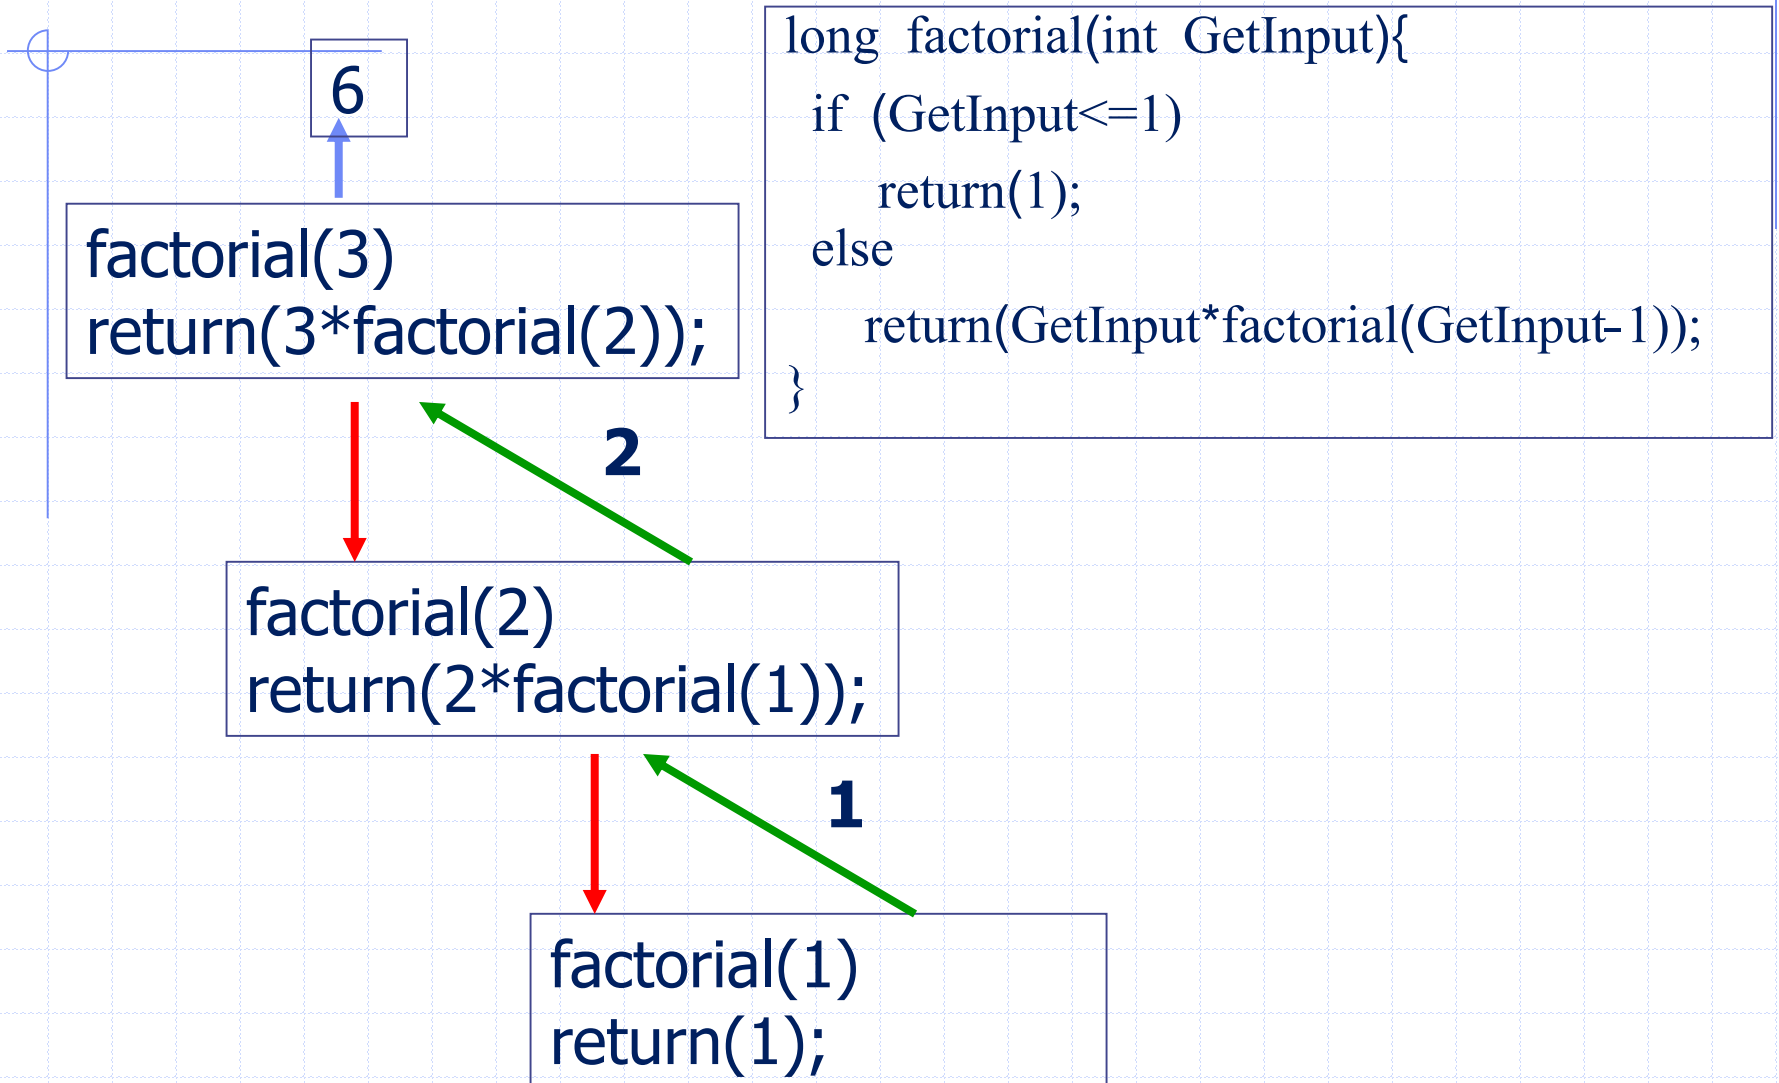 6
factorial(3)
return(3*factorial(2));
2
factorial(2)
return(2*factorial(1));
1
factorial(1)
return(1);
long factorial(int GetInput){
if (GetInput<=1)
return(1);
else
return(GetInput*factorial(GetInput-1));
}